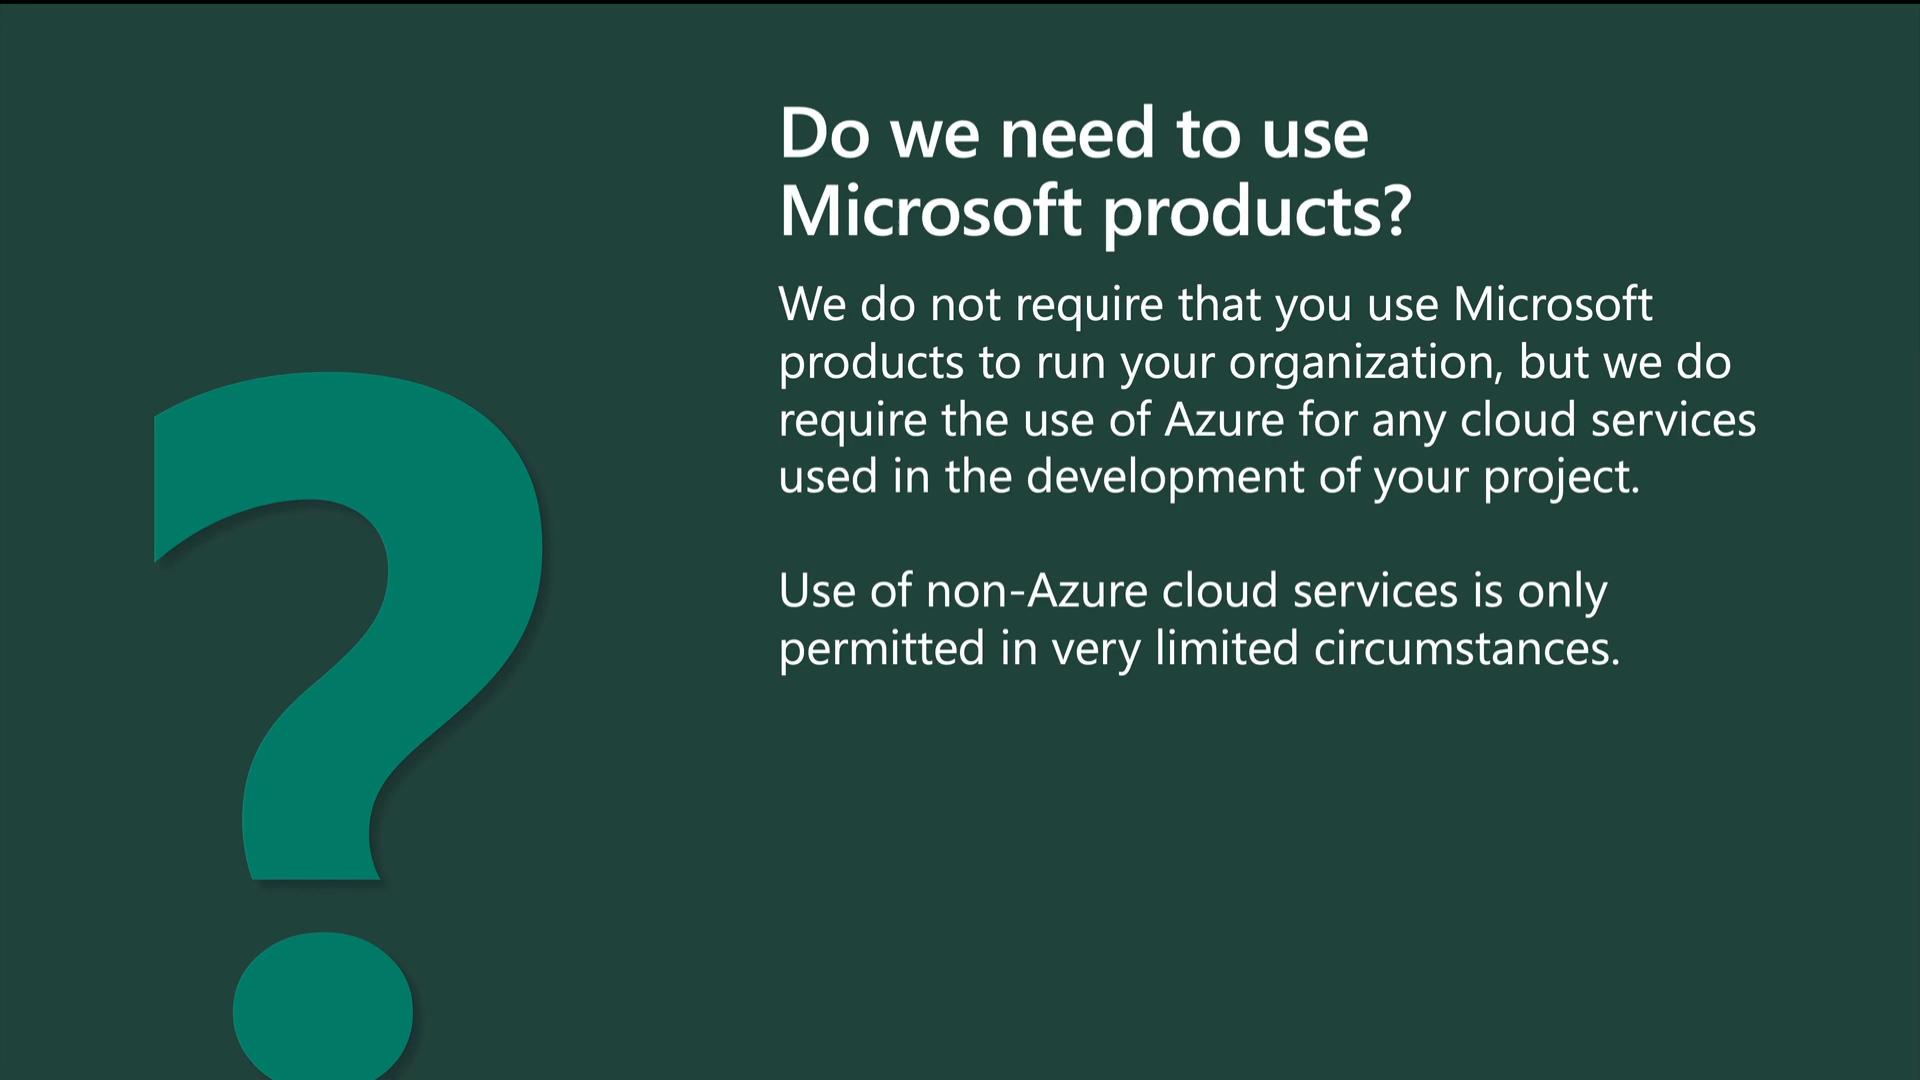 Do we need to use
Microsoft products?
We do not require that you use Microsoft
products to run your organization, but we do
require the use of Azure for any cloud services
used in the development of your project.
Use of non-Azure cloud services is only
permitted in very limited circumstances.
?